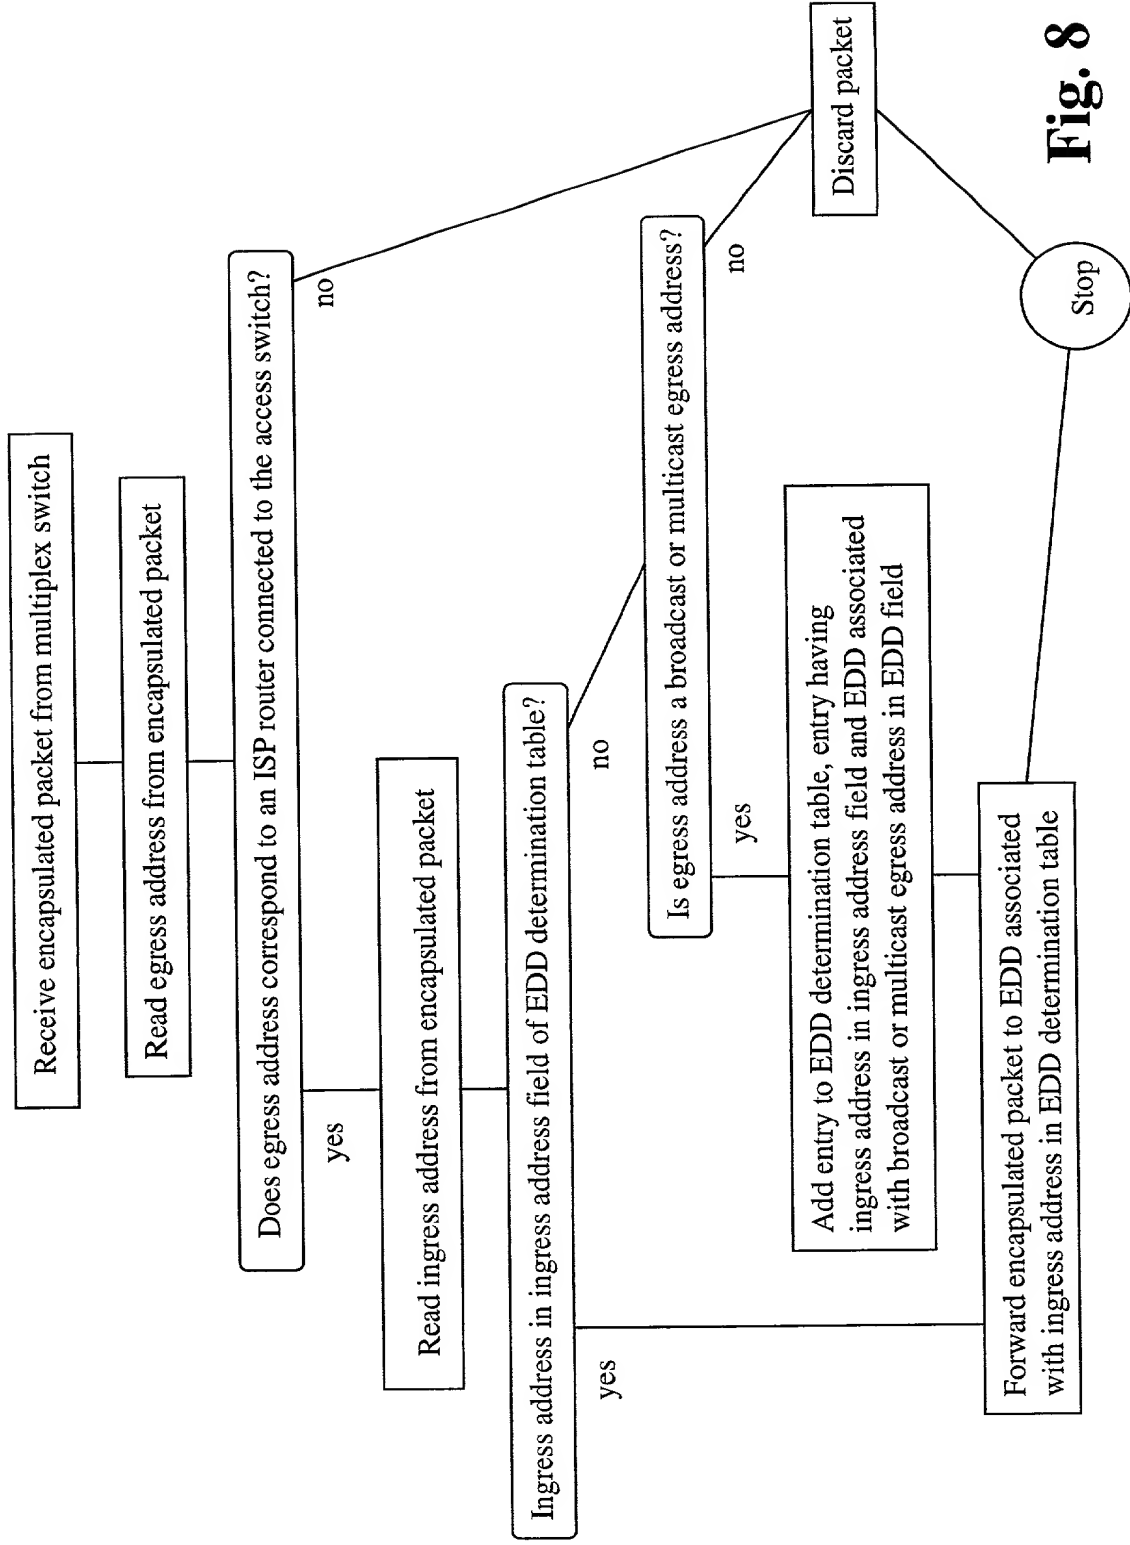 Receive encapsulated packet from multiplex switch
Read egress address from encapsulated packet
Does egress address correspond to an ISP router connected to the access switch?
yes
no
Read ingress address from encapsulated packet
Ingress address in ingress address field of EDD determination table?
yes
no
Is egress address a broadcast or multicast egress address?
yes
no
Add entry to EDD determination table, entry having
ingress address in ingress address field and EDD associated
with broadcast or multicast egress address in EDD field
Discard packet
Forward encapsulated packet to EDD associated
with ingress address in EDD determination table
Stop
Fig. 8